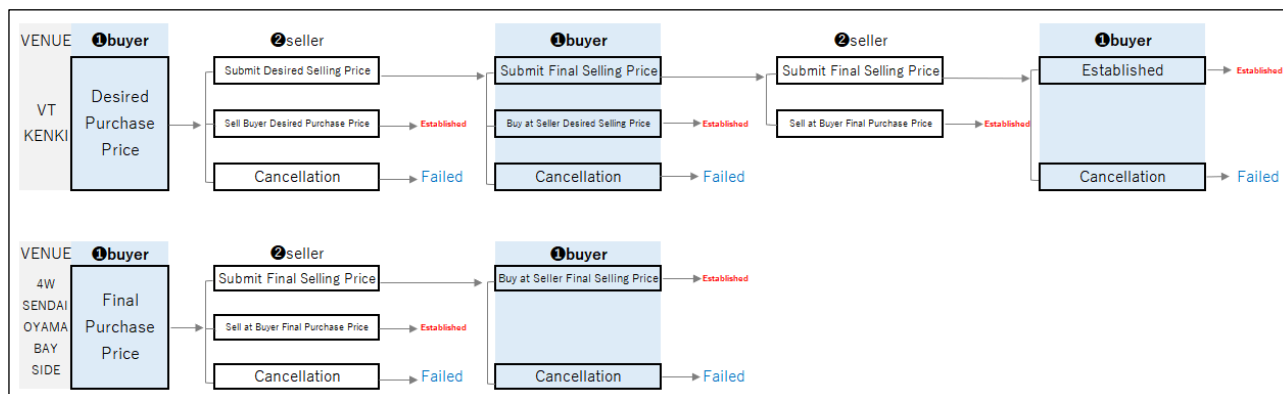 VENUE ❶buyer ❷seller ❶buyer ❷seller ❶buyer
Submit Desired Selling Price Submit Final Selling Price Submit Final Selling Price Established Established
VT
KENKI
Desired
Purchase
Price
Sell Buyer Desired Purchase Price Established Buy at Seller Desired Selling Price Established Sell at Buyer Final Purchase Price Established
Cancellation Failed Cancellation Failed Cancellation Failed
VENUE ❶buyer ❷seller ❶buyer
Submit Final Selling Price Buy at Seller Final Selling Price Established
4W
SENDAI
OYAMA
BAY
SIDE
Final
Purchase
Price
Sell at Buyer Final Purchase Price Established
Cancellation Failed Cancellation Failed